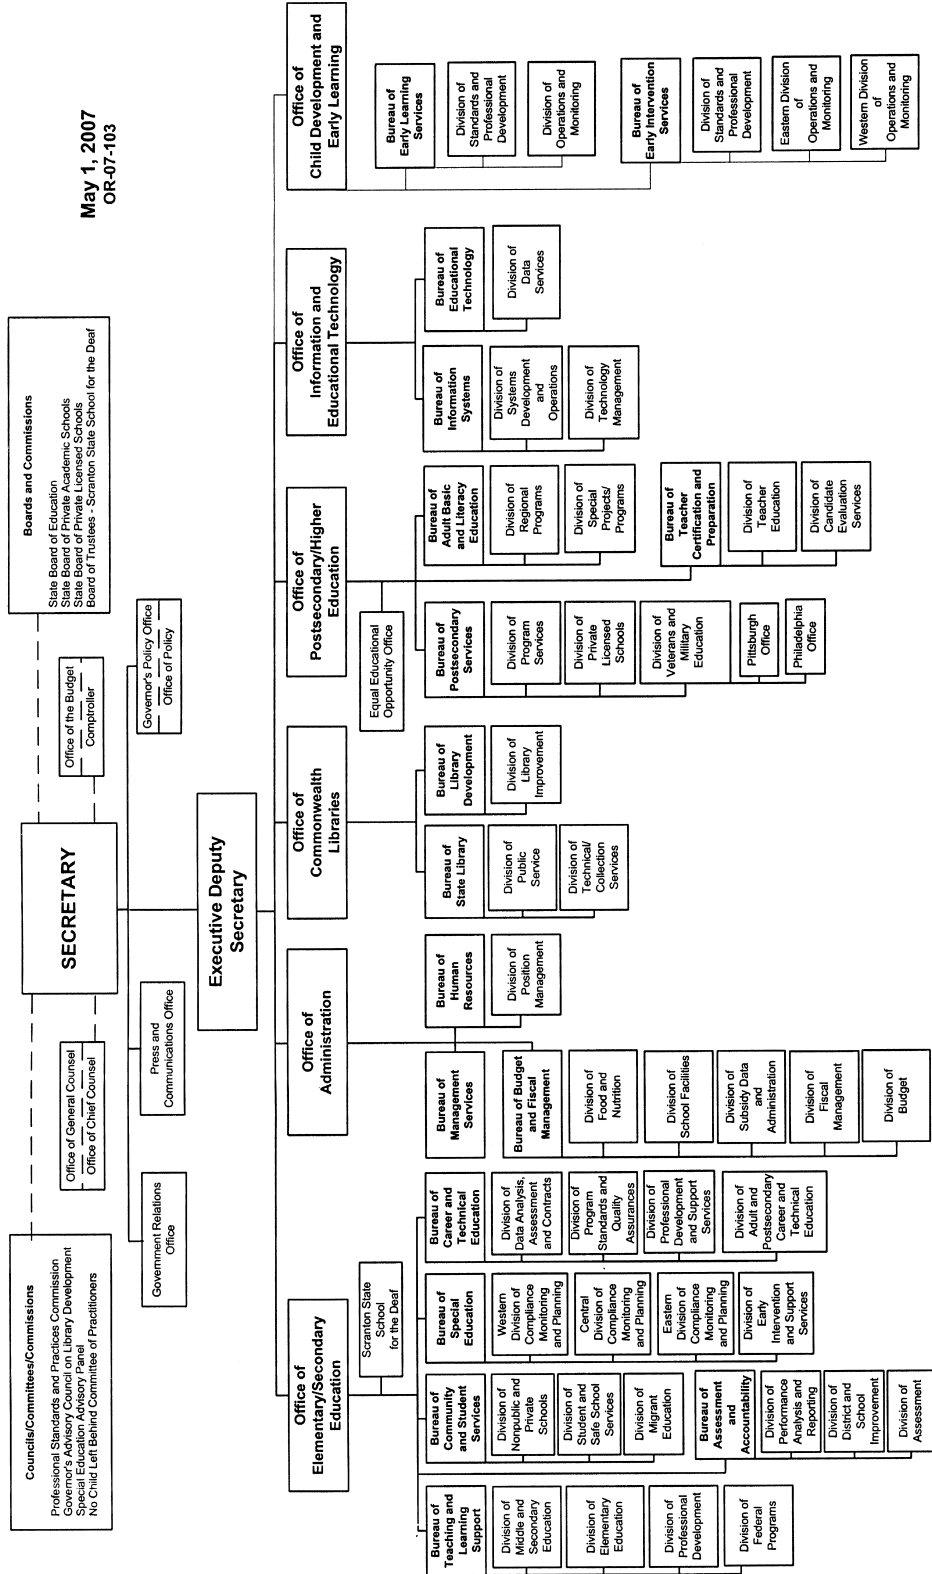 May 1, 2007
OR-07-103
Councils/Committees/Commissions
Professional Standards and Practices Commission
Governor's Advisory Council on Library Development
Special Education Advisory Panel
No Child Left Behind Committee of Practitioners
SECRETARY
Boards and Commissions
State Board of Education
State Board of Private Academic Schools
State Board of Private Licensed Schools
Board of Trustees - Scranton State School for the Deaf
Office of General Counsel
Office of Chief Counsel
Office of the Budget
Comptroller
Government Relations
Office
Press and
Communications Office
Governor's Policy Office
Office of Policy
Executive Deputy
Secretary
Office of
Elementary/Secondary
Education
Office of
Administration
Office of
Commonwealth
Libraries
Office of
Postsecondary/Higher
Education
Office of
Information and
Educational Technology
Office of
Child Development and
Early Learning
Scranton State
School
for the Deaf
Bureau of
Teaching and
Learning
Support
Division of
Middle and
Secondary
Education
Division of
Elementary
Education
Division of
Professional
Development
Division of
Federal
Programs
Bureau of
Community
and Student
Services
Division of
Nonpublic and
Private
Schools
Division of
Student and
Safe School
Services
Division of
Migrant
Education
Bureau of
Assessment
and
Accountability
Division of
Performance
Analysis and
Reporting
Division of
District and
School
Improvement
Division of
Assessment
Bureau of
Special
Education
Western
Division of
Compliance
Monitoring
and Planning
Central
Division of
Compliance
Monitoring
and Planning
Eastern
Division of
Compliance
Monitoring
and Planning
Division of
Early
Intervention
and Support
Services
Bureau of
Career and
Technical
Education
Division of
Data Analysis,
Assessment
and Contracts
Division of
Program
Standards and
Quality
Assurances
Division of
Professional
Development
and Support
Services
Division of
Adult and
Postsecondary
Career and
Technical
Education
Bureau of
Management
Services
Bureau of Budget
and Fiscal
Management
Division of
Food and
Nutrition
Division of
School Facilities
Division of
Subsidy Data
and
Administration
Division of
Fiscal
Management
Division of
Budget
Bureau of
Human
Resources
Division of
Position
Management
Bureau of
State Library
Division of
Public
Service
Division of
Technical/
Collection
Services
Bureau of
Library
Development
Division of
Library
Improvement
Equal Educational
Opportunity Office
Bureau of
Postsecondary
Services
Division of
Program
Services
Division of
Private
Licensed
Schools
Division of
Veterans and
Military
Education
Pittsburgh
Office
Philadelphia
Office
Bureau of
Adult Basic
and Literacy
Education
Division of
Regional
Programs
Division of
Special
Projects/
Programs
Bureau of
Teacher
Certification and
Preparation
Division of
Teacher
Education
Division of
Candidate
Evaluation
Services
Bureau of
Information
Systems
Division of
Systems
Development
and
Operations
Division of
Technology
Management
Bureau of
Educational
Technology
Division of
Data
Services
Bureau of
Early Learning
Services
Division of
Standards and
Professional
Development
Division of
Operations and
Monitoring
Bureau of
Early Intervention
Services
Division of
Standards and
Professional
Development
Eastern Division
of
Operations and
Monitoring
Western Division
of
Operations and
Monitoring